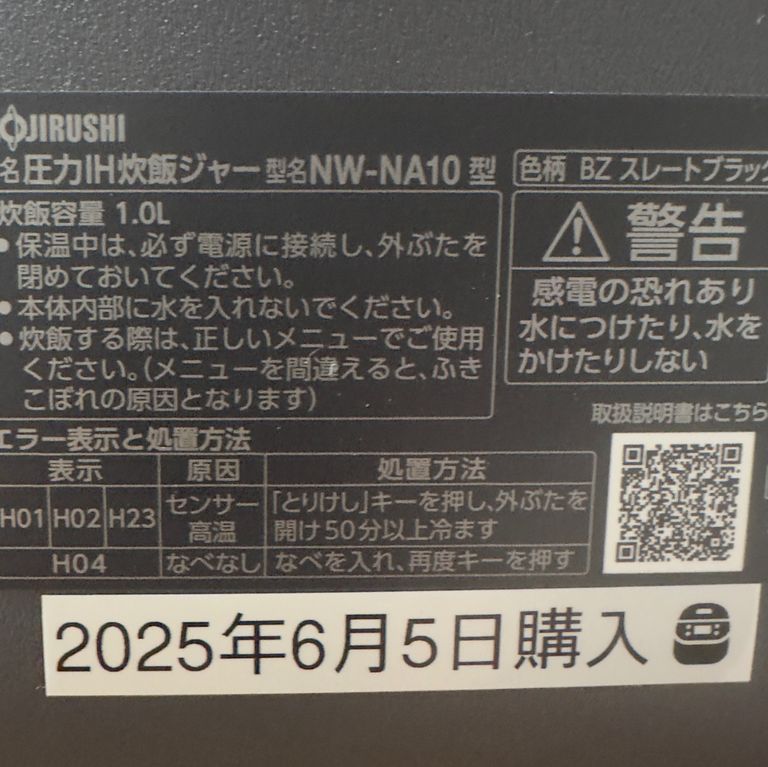 ZOJIRUSHI
名 圧力IH炊飯ジャー 型名 NW-NA10 型
色柄 BZ スレートブラック
炊飯容量 1.0L
•保温中は、必ず電源に接続し、外ぶたを
閉めておいてください。
•本体内部に水を入れないでください。
•炊飯する際は、正しいメニューでご使用
ください。(メニューを間違えると、ふき
こぼれの原因となります)
警告
感電の恐れあり
水につけたり、水を
かけたりしない
取扱説明書はこちら
エラー表示と処置方法
表示 原因 処置方法
H01 H02 H23 センサー高温 「とりけし」キーを押し、外ぶたを
開け50分以上冷ます
H04 なべなし なべを入れ、再度キーを押す
2025年6月5日購入